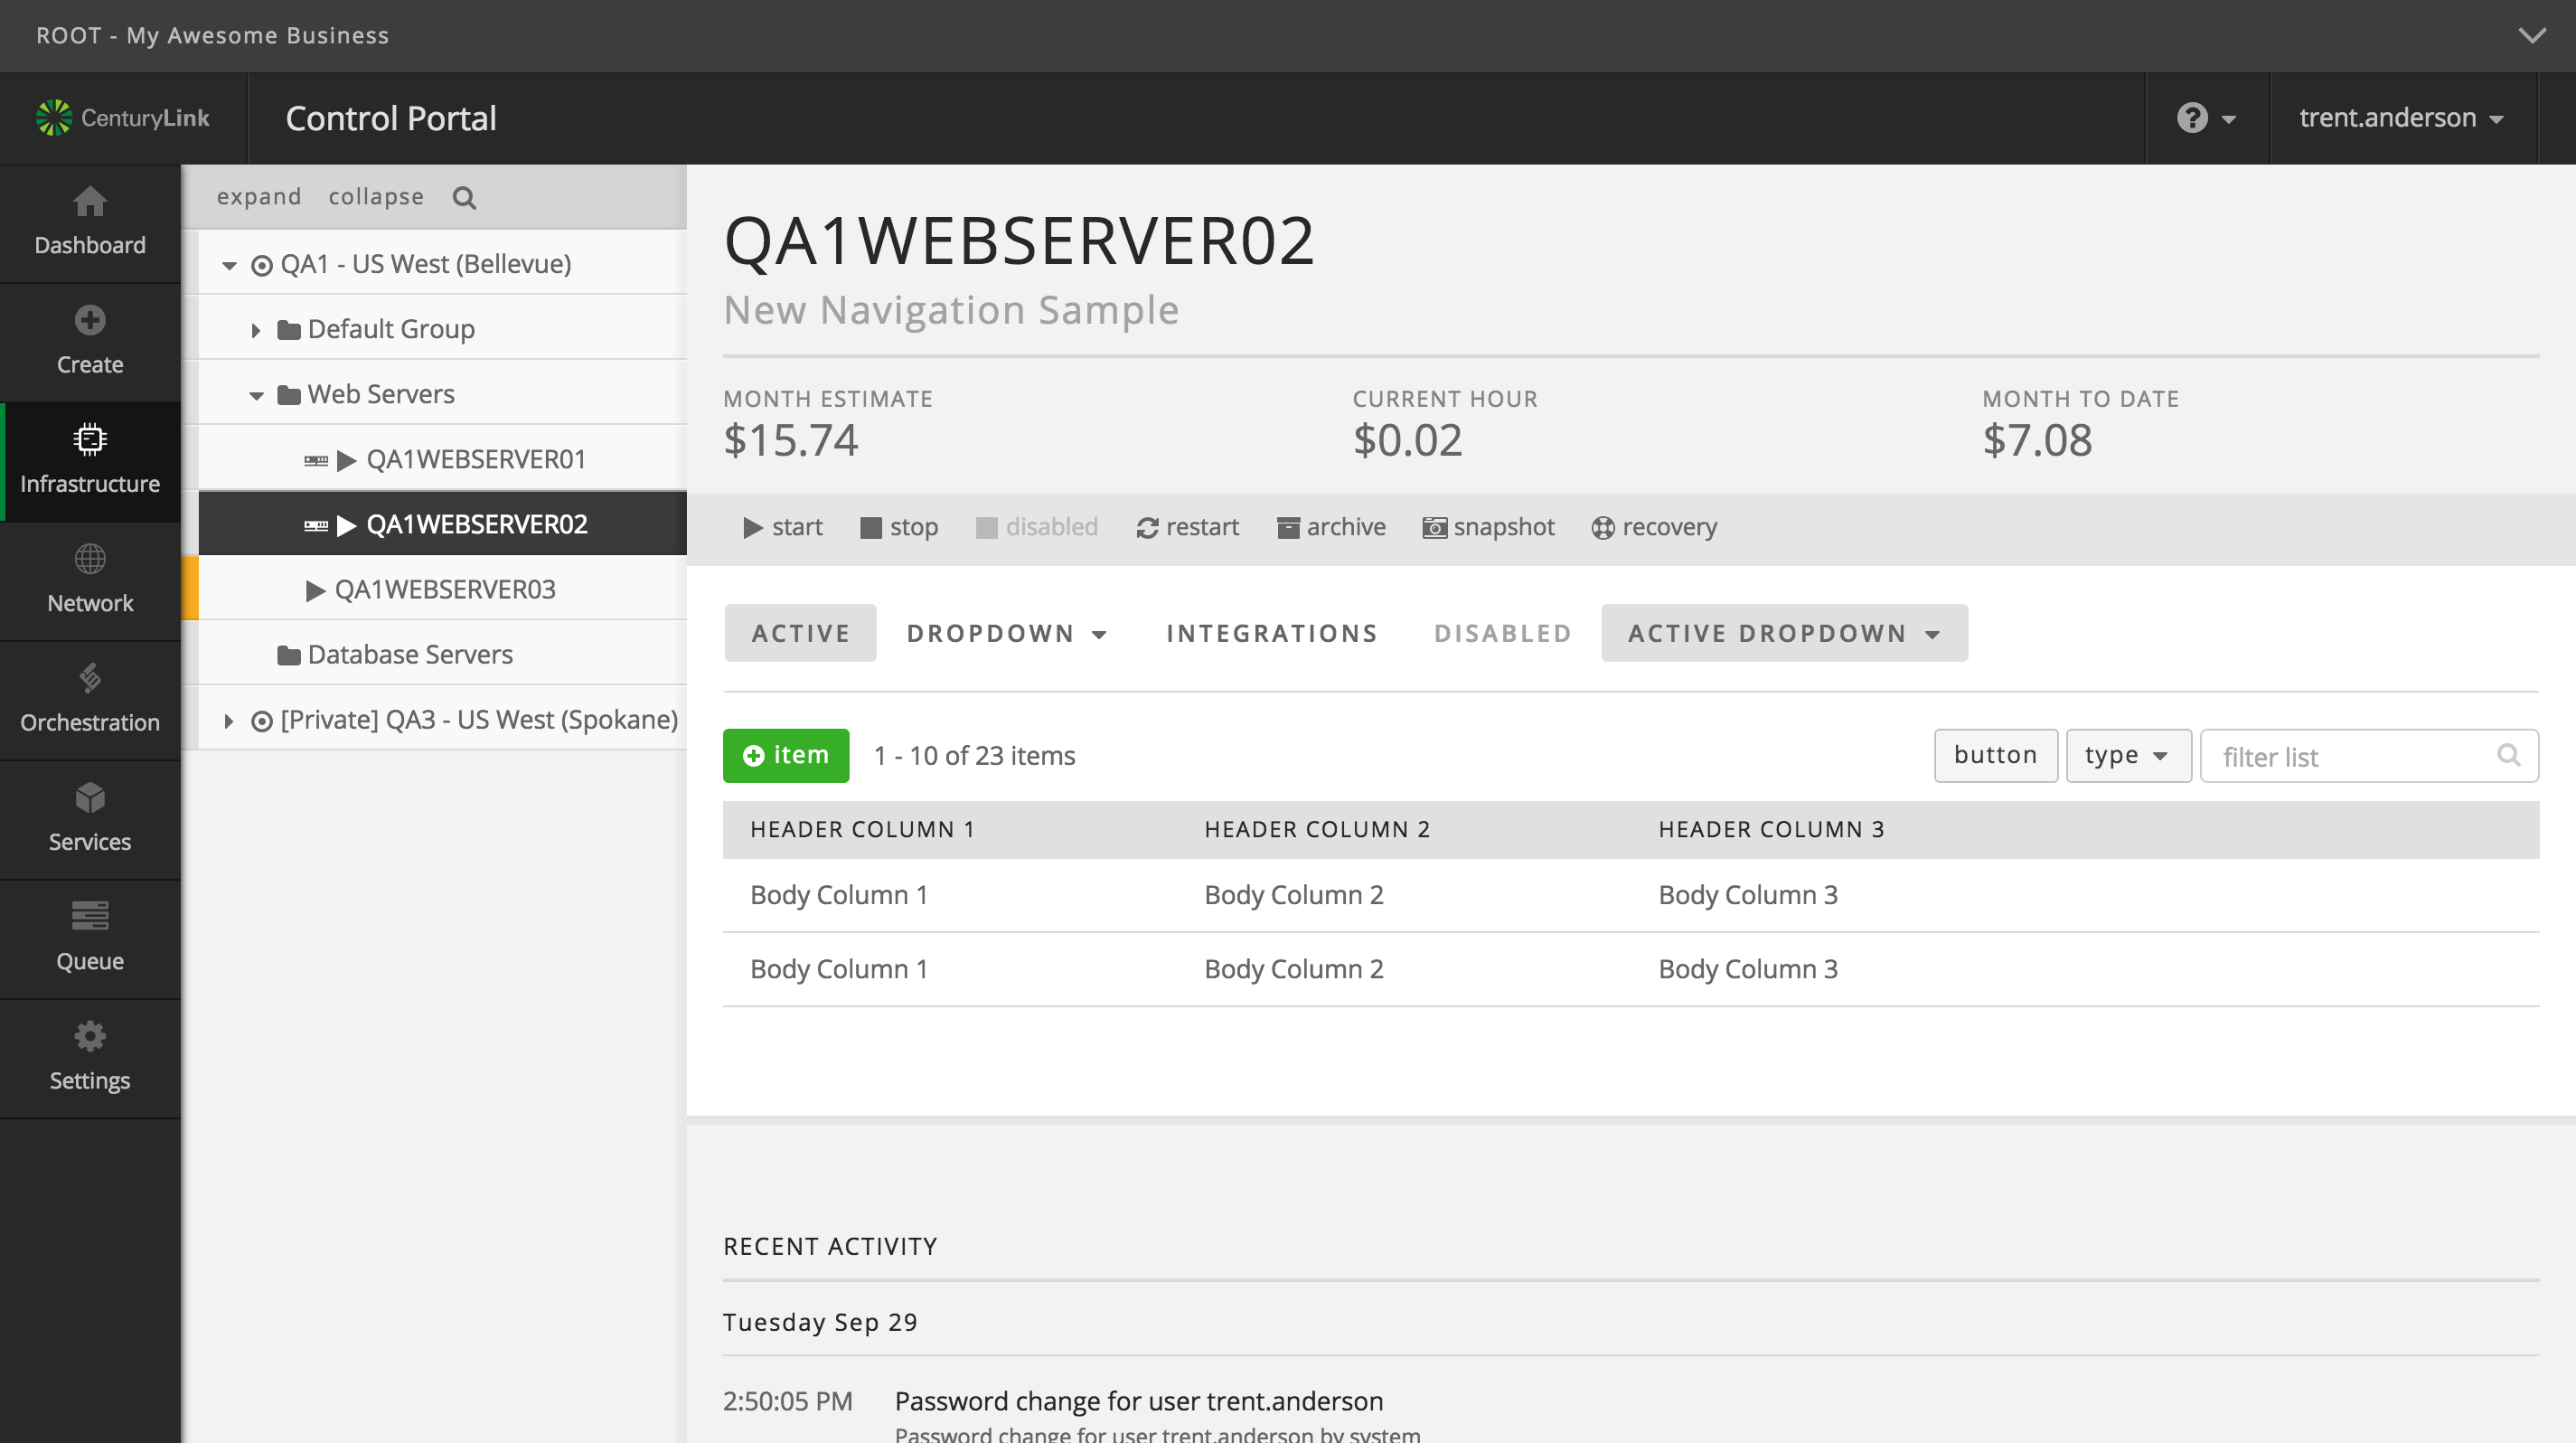 ROOT - My Awesome Business
CenturyLink
Control Portal
trent.anderson
Dashboard
Create
Infrastructure
Network
Orchestration
Services
Queue
Settings
expand collapse
QA1 - US West (Bellevue)
Default Group
Web Servers
QA1WEBSERVER01
QA1WEBSERVER02
QA1WEBSERVER03
Database Servers
[Private] QA3 - US West (Spokane)
QA1WEBSERVER02
New Navigation Sample
MONTH ESTIMATE
$15.74
CURRENT HOUR
$0.02
MONTH TO DATE
$7.08
start stop disabled restart archive snapshot recovery
ACTIVE DROPDOWN INTEGRATIONS DISABLED ACTIVE DROPDOWN
item 1 - 10 of 23 items button type filter list
HEADER COLUMN 1 HEADER COLUMN 2 HEADER COLUMN 3
Body Column 1 Body Column 2 Body Column 3
Body Column 1 Body Column 2 Body Column 3
RECENT ACTIVITY
Tuesday Sep 29
2:50:05 PM Password change for user trent.anderson
Password change for user trent.anderson by system